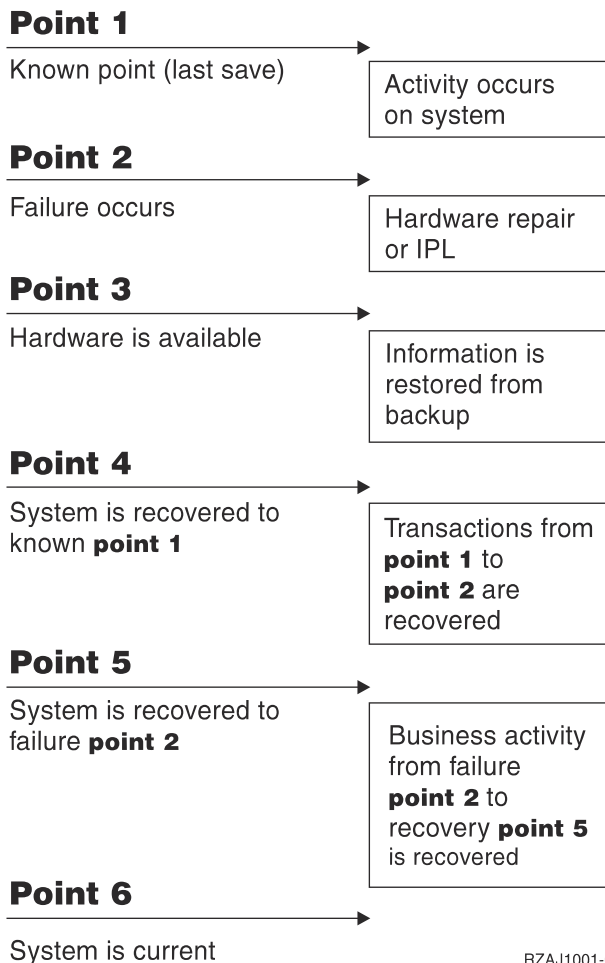 Point 1
Known point (last save)
Activity occurs
on system
Point 2
Failure occurs
Hardware repair
or IPL
Point 3
Hardware is available
Information is
restored from
backup
Point 4
System is recovered to
known point 1
Transactions from
point 1 to
point 2 are
recovered
Point 5
System is recovered to
failure point 2
Business activity
from failure
point 2 to
recovery point 5
is recovered
Point 6
System is current
RZAJ1001-